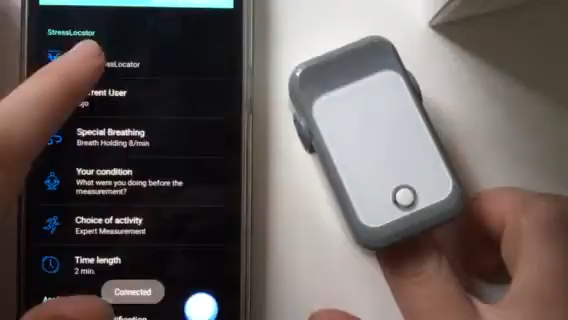 StressLocator
Current User
Special Breathing
Breath Holding 8/min
Your condition
What were you doing before the
measurement?
Choice of activity
Expert Measurement
Time length
2 min.
Connected